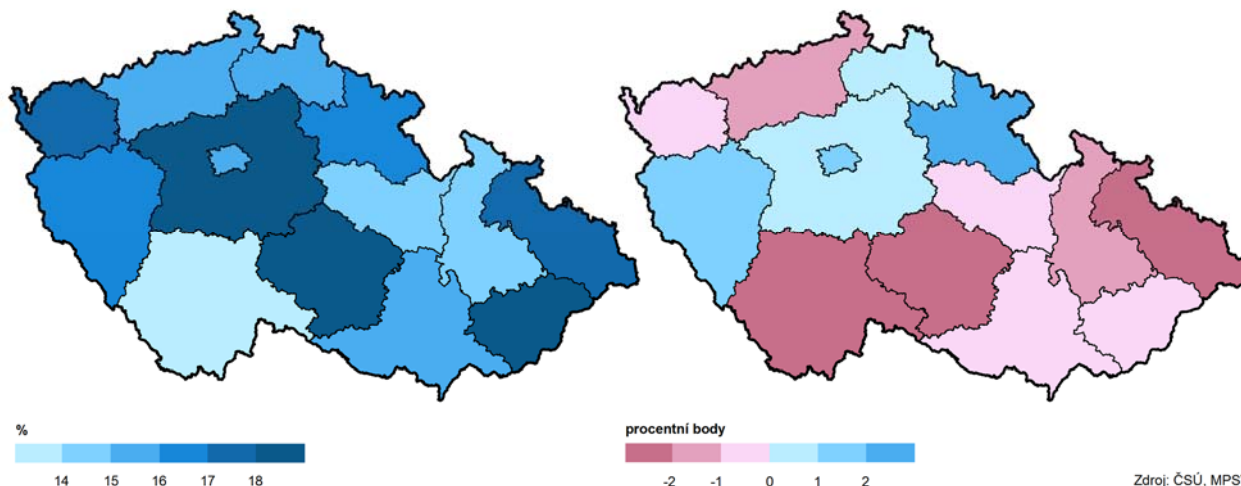 %
14 15 16 17 18
procentní body
-2 -1 0 1 2
Zdroj: ČSÚ, MPS